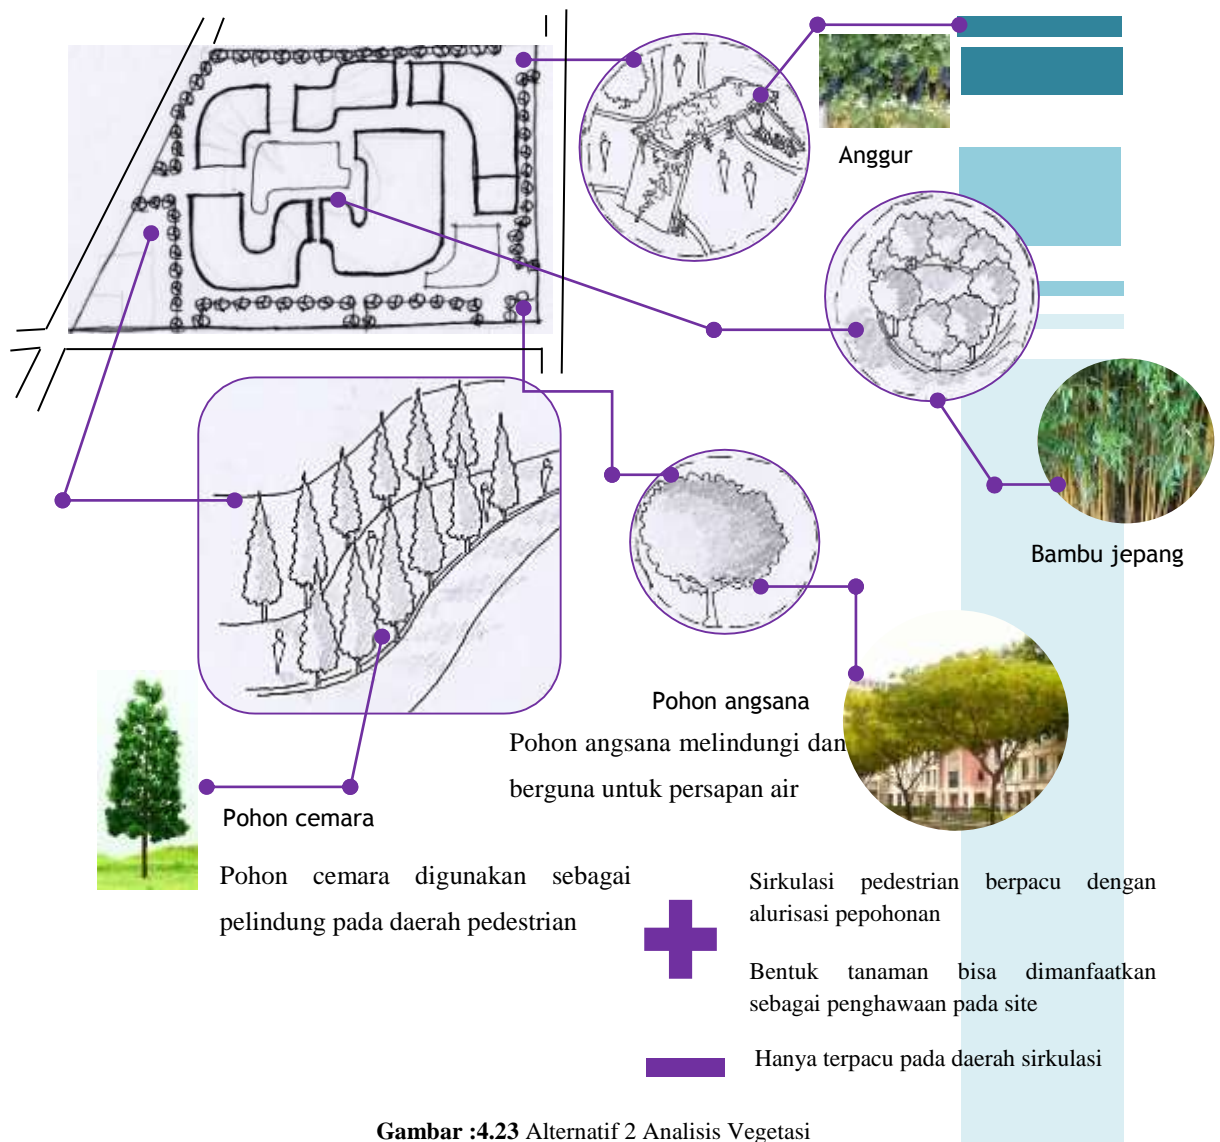 Anggur
Bambu jepang
Pohon angsana
Pohon angsana melindungi dan
berguna untuk persapan air
Pohon cemara
Pohon cemara digunakan sebagai
pelindung pada daerah pedestrian
Sirkulasi pedestrian berpacu dengan
alurisasi pepohonan
Bentuk tanaman bisa dimanfaatkan
sebagai penghawaan pada site
Hanya terpacu pada daerah sirkulasi
Gambar :4.23 Alternatif 2 Analisis Vegetasi